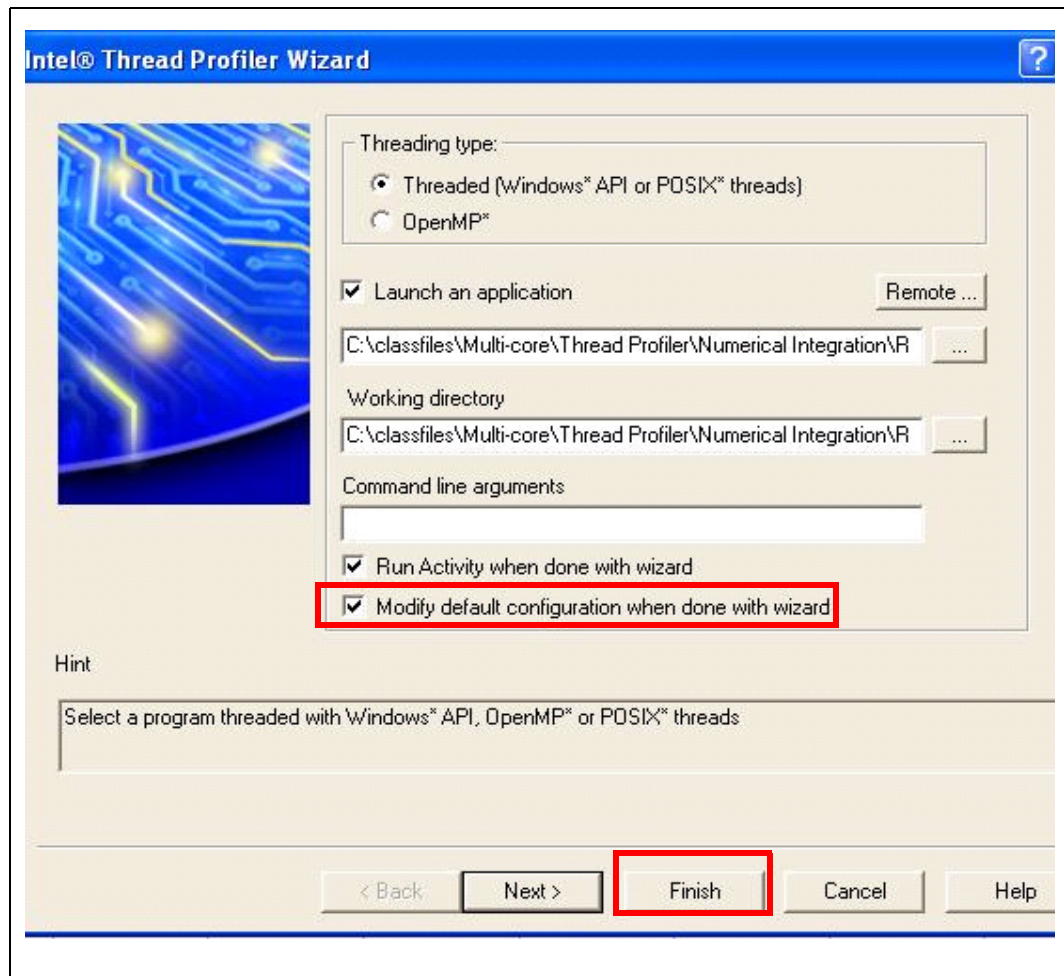 Intel® Thread Profiler Wizard
?
Threading type:
Threaded (Windows* API or POSIX* threads)
OpenMP*
Launch an application
Remote ...
C:\classfiles\Multi-core\Thread Profiler\Numerical Integration\R
...
Working directory
C:\classfiles\Multi-core\Thread Profiler\Numerical Integration\R
...
Command line arguments
Run Activity when done with wizard
Modify default configuration when done with wizard
Hint
Select a program threaded with Windows* API, OpenMP* or POSIX* threads
< Back Next > Finish Cancel Help